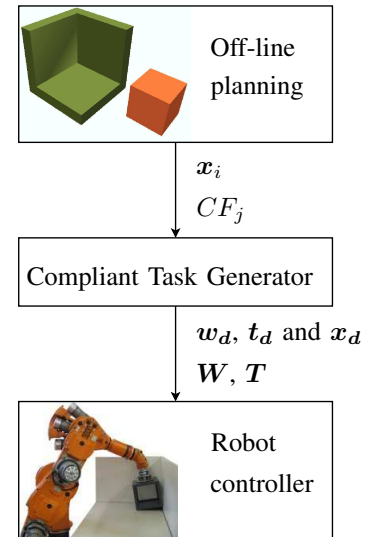 Off-line
planning
x_i
CF_j
Compliant Task Generator
w_d, t_d and x_d
W, T
Robot
controller